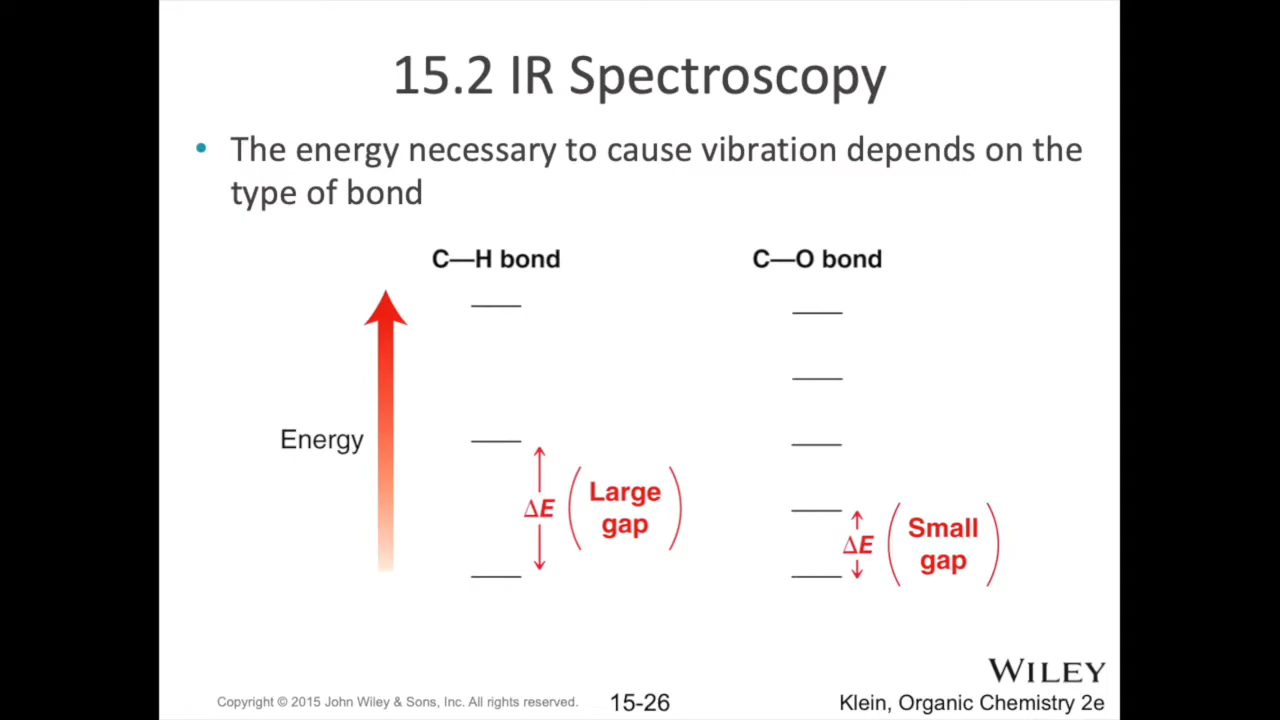 15.2 IR Spectroscopy
• The energy necessary to cause vibration depends on the
type of bond
C—H bond
C—O bond
Energy
ΔE
Large
gap
ΔE
Small
gap
WILEY
Copyright © 2015 John Wiley & Sons, Inc. All rights reserved.
15-26
Klein, Organic Chemistry 2e